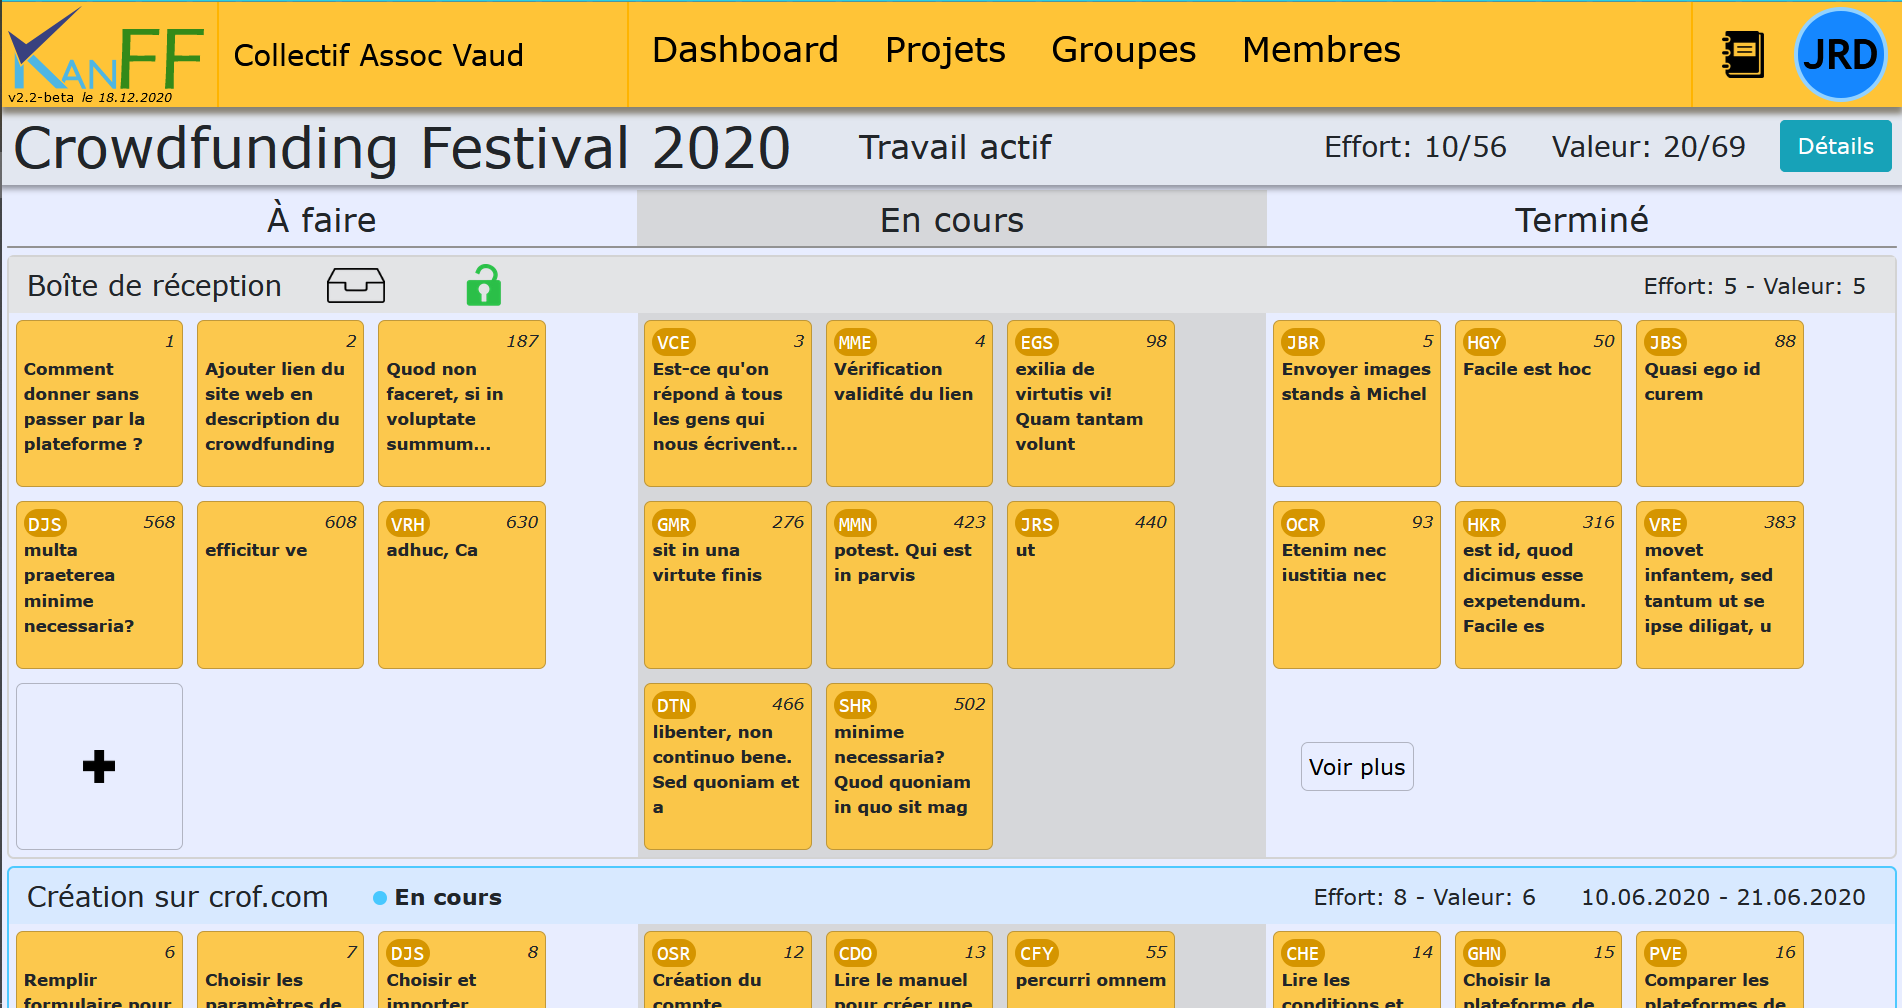 KANFF
v2.2-beta le 18.12.2020
Collectif Assoc Vaud
Dashboard Projets Groupes Membres
JRD
Crowdfunding Festival 2020 Travail actif Effort: 10/56 Valeur: 20/69 Détails
À faire En cours Terminé
Boîte de réception Effort: 5 - Valeur: 5
1
Comment
donner sans
passer par la
plateforme ?
2
Ajouter lien du
site web en
description du
crowdfunding
187
Quod non
faceret, si in
voluptate
summum...
VCE 3
Est-ce qu'on
répond à tous
les gens qui
nous écrivent...
MME 4
Vérification
validité du lien
EGS 98
exilia de
virtutis vi!
Quam tantam
volunt
JBR 5
Envoyer images
stands à Michel
HGY 50
Facile est hoc
JBS 88
Quasi ego id
curem
DJS 568
multa
praeterea
minime
necessaria?
608
efficitur ve
VRH 630
adhuc, Ca
GMR 276
sit in una
virtute finis
MMN 423
potest. Qui est
in parvis
JRS 440
ut
OCR 93
Etenim nec
iustitia nec
HKR 316
est id, quod
dicimus esse
expetendum.
Facile es
VRE 383
movet
infantem, sed
tantum ut se
ipse diligat, u
DTN 466
libenter, non
continuo bene.
Sed quoniam et
a
SHR 502
minime
necessaria?
Quod quoniam
in quo sit mag
Voir plus
Création sur crof.com En cours Effort: 8 - Valeur: 6 10.06.2020 - 21.06.2020
6
Remplir
formulaire pour
7
Choisir les
paramètres de
DJS 8
Choisir et
importer
OSR 12
Création du
compte
CDO 13
Lire le manuel
pour créer une
CFY 55
percurri omnem
CHE 14
Lire les
conditions et
GHN 15
Choisir la
plateforme de
PVE 16
Comparer les
plateformes de